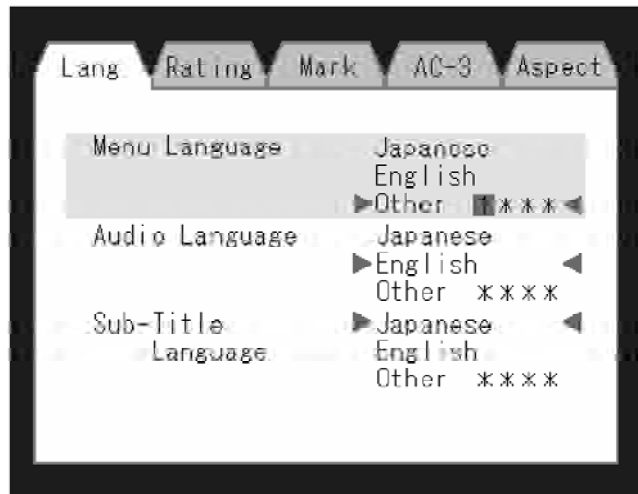 Lang Rating Mark AC-3 Aspect
Menu Language Japanese
English
▶Other 1***◀
Audio Language Japanese
▶English ◀
Other ****
Sub-Title ▶Japanese ◀
Language English
Other ****